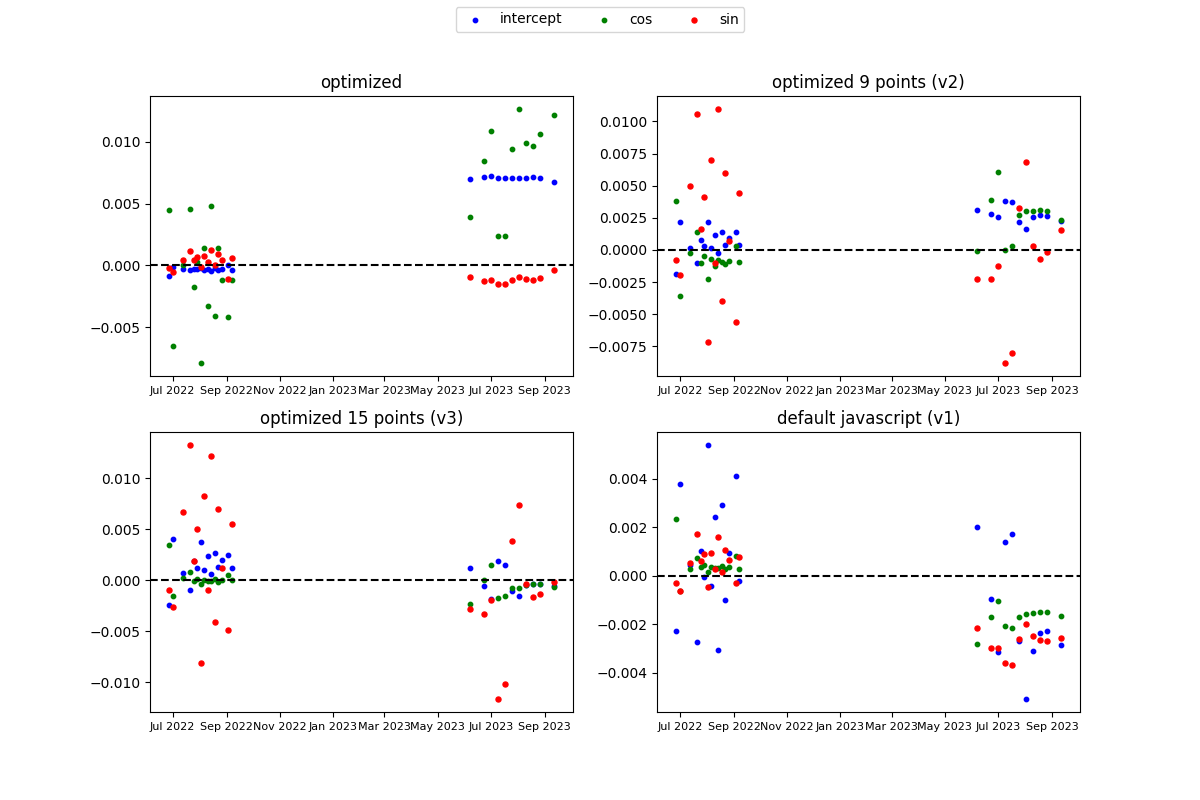 intercept cos sin
optimized
0.010
0.005
0.000
−0.005
Jul 2022 Sep 2022 Nov 2022 Jan 2023 Mar 2023 May 2023 Jul 2023 Sep 2023
optimized 9 points (v2)
0.0100
0.0075
0.0050
0.0025
0.0000
−0.0025
−0.0050
−0.0075
Jul 2022 Sep 2022 Nov 2022 Jan 2023 Mar 2023 May 2023 Jul 2023 Sep 2023
optimized 15 points (v3)
0.010
0.005
0.000
−0.005
−0.010
Jul 2022 Sep 2022 Nov 2022 Jan 2023 Mar 2023 May 2023 Jul 2023 Sep 2023
default javascript (v1)
0.004
0.002
0.000
−0.002
−0.004
Jul 2022 Sep 2022 Nov 2022 Jan 2023 Mar 2023 May 2023 Jul 2023 Sep 2023